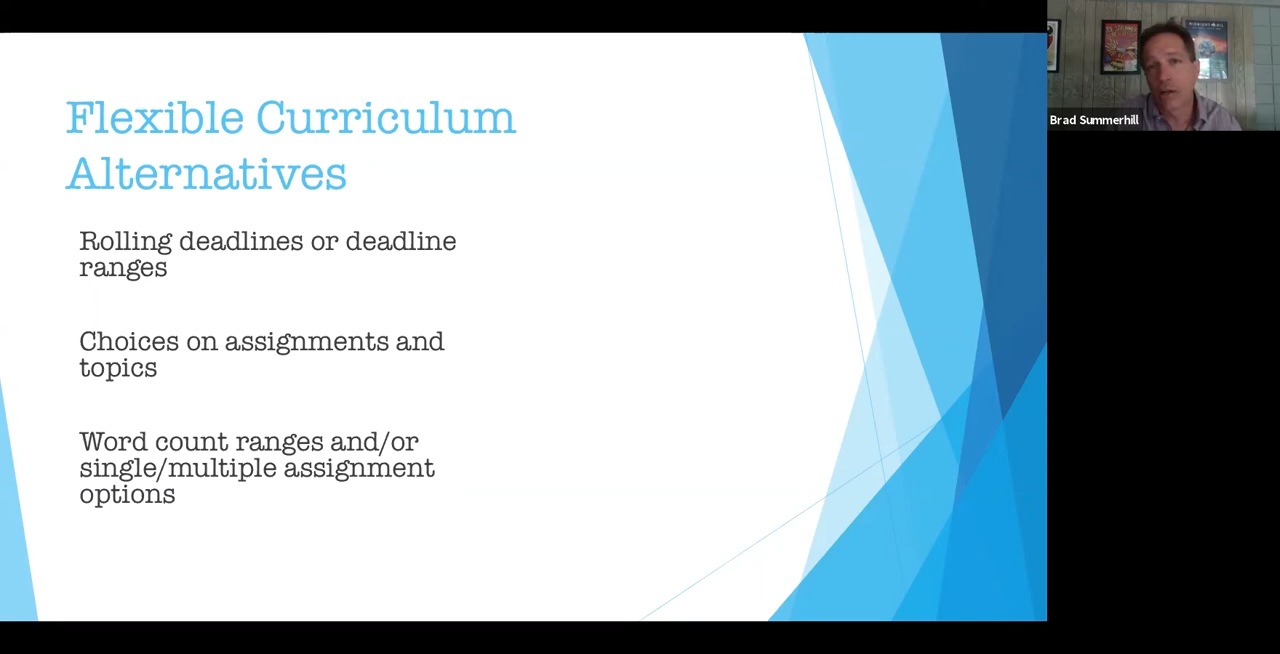 Flexible Curriculum
Alternatives
Rolling deadlines or deadline
ranges
Choices on assignments and
topics
Word count ranges and/or
single/multiple assignment
options
Brad Summerhill